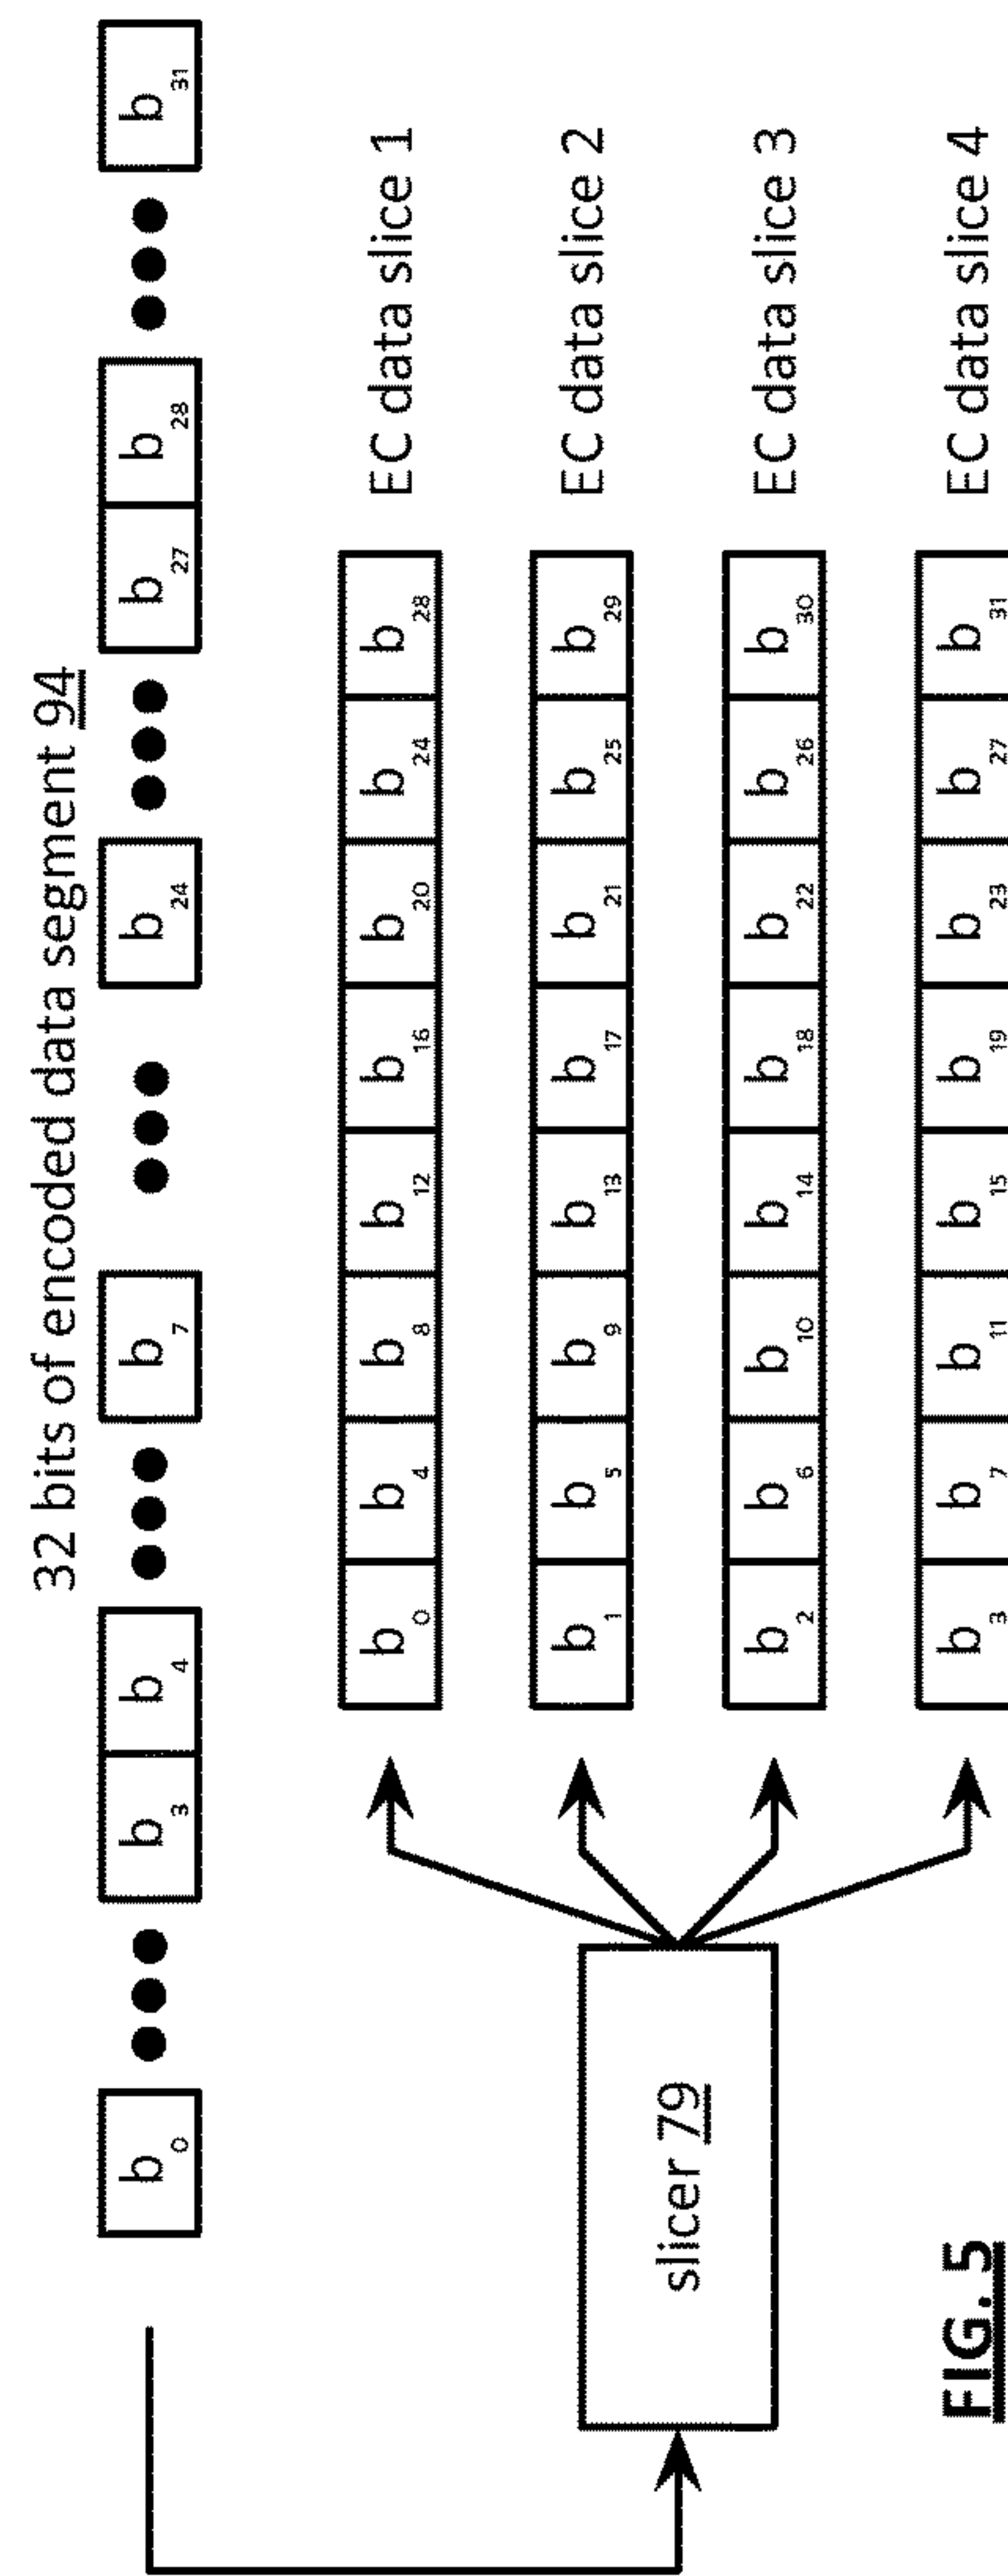 32 bits of encoded data segment 94
b0 b3 b4 b7 b24 b27 b28 b31
slicer 79
b0 b4 b8 b12 b16 b20 b24 b28 EC data slice 1
b1 b5 b9 b13 b17 b21 b25 b29 EC data slice 2
b2 b6 b10 b14 b18 b22 b26 b30 EC data slice 3
b3 b7 b11 b15 b19 b23 b27 b31 EC data slice 4
FIG. 5